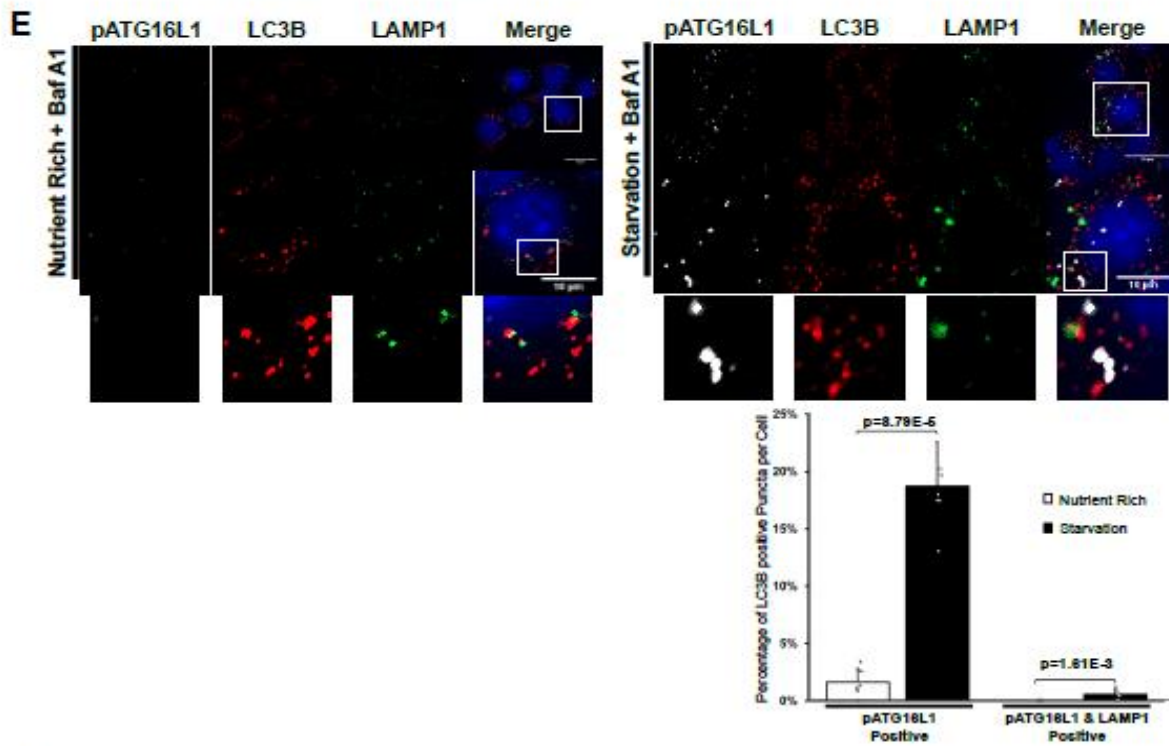 E
pATG16L1 LC3B LAMP1 Merge
Nutrient Rich + Baf A1
10 µm
pATG16L1 LC3B LAMP1 Merge
Starvation + Baf A1
10 µm
Percentage of LC3B positive Puncta per Cell
25%
20%
15%
10%
5%
0%
p=8.79E-5
p=1.61E-3
Nutrient Rich
Starvation
pATG16L1
Positive
pATG16L1 & LAMP1
Positive